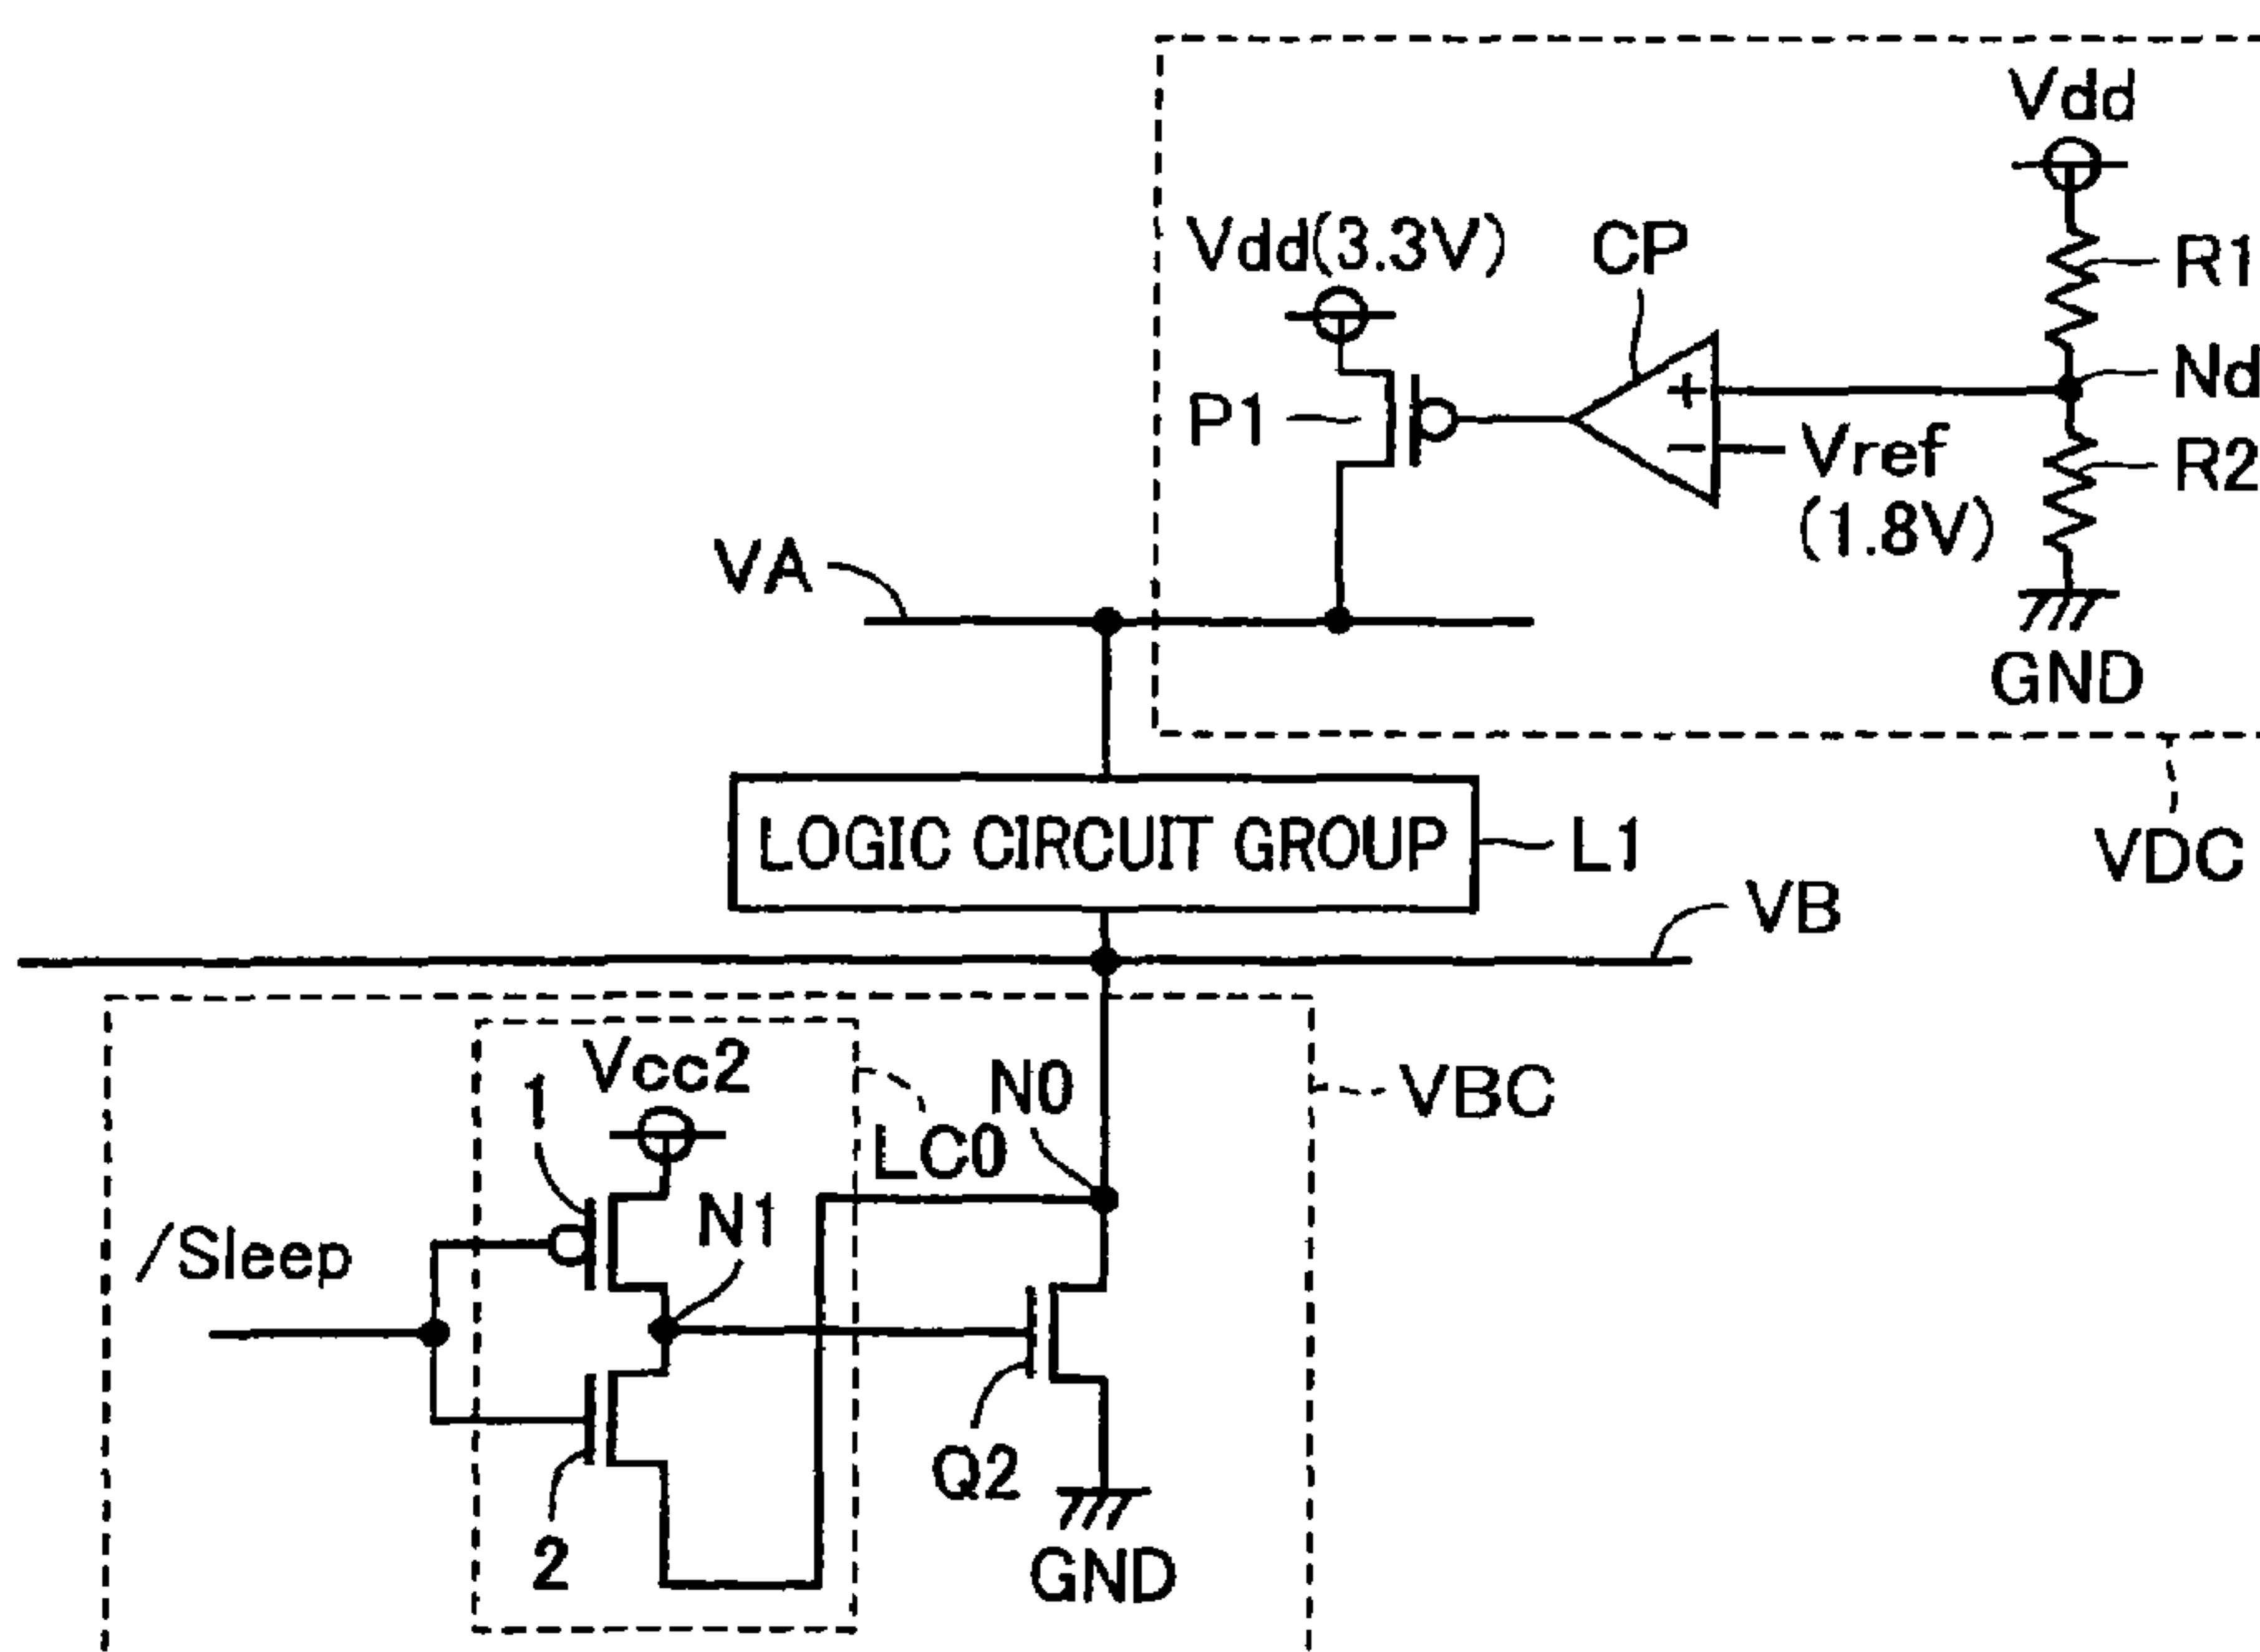 Vdd
Vdd(3.3V)
CP
R1
P1
+
Nd
−
Vref
(1.8V)
R2
VA
GND
LOGIC CIRCUIT GROUP
L1
VDC
VB
Vcc2
1
N0
VBC
LC0
N1
/Sleep
Q2
2
GND